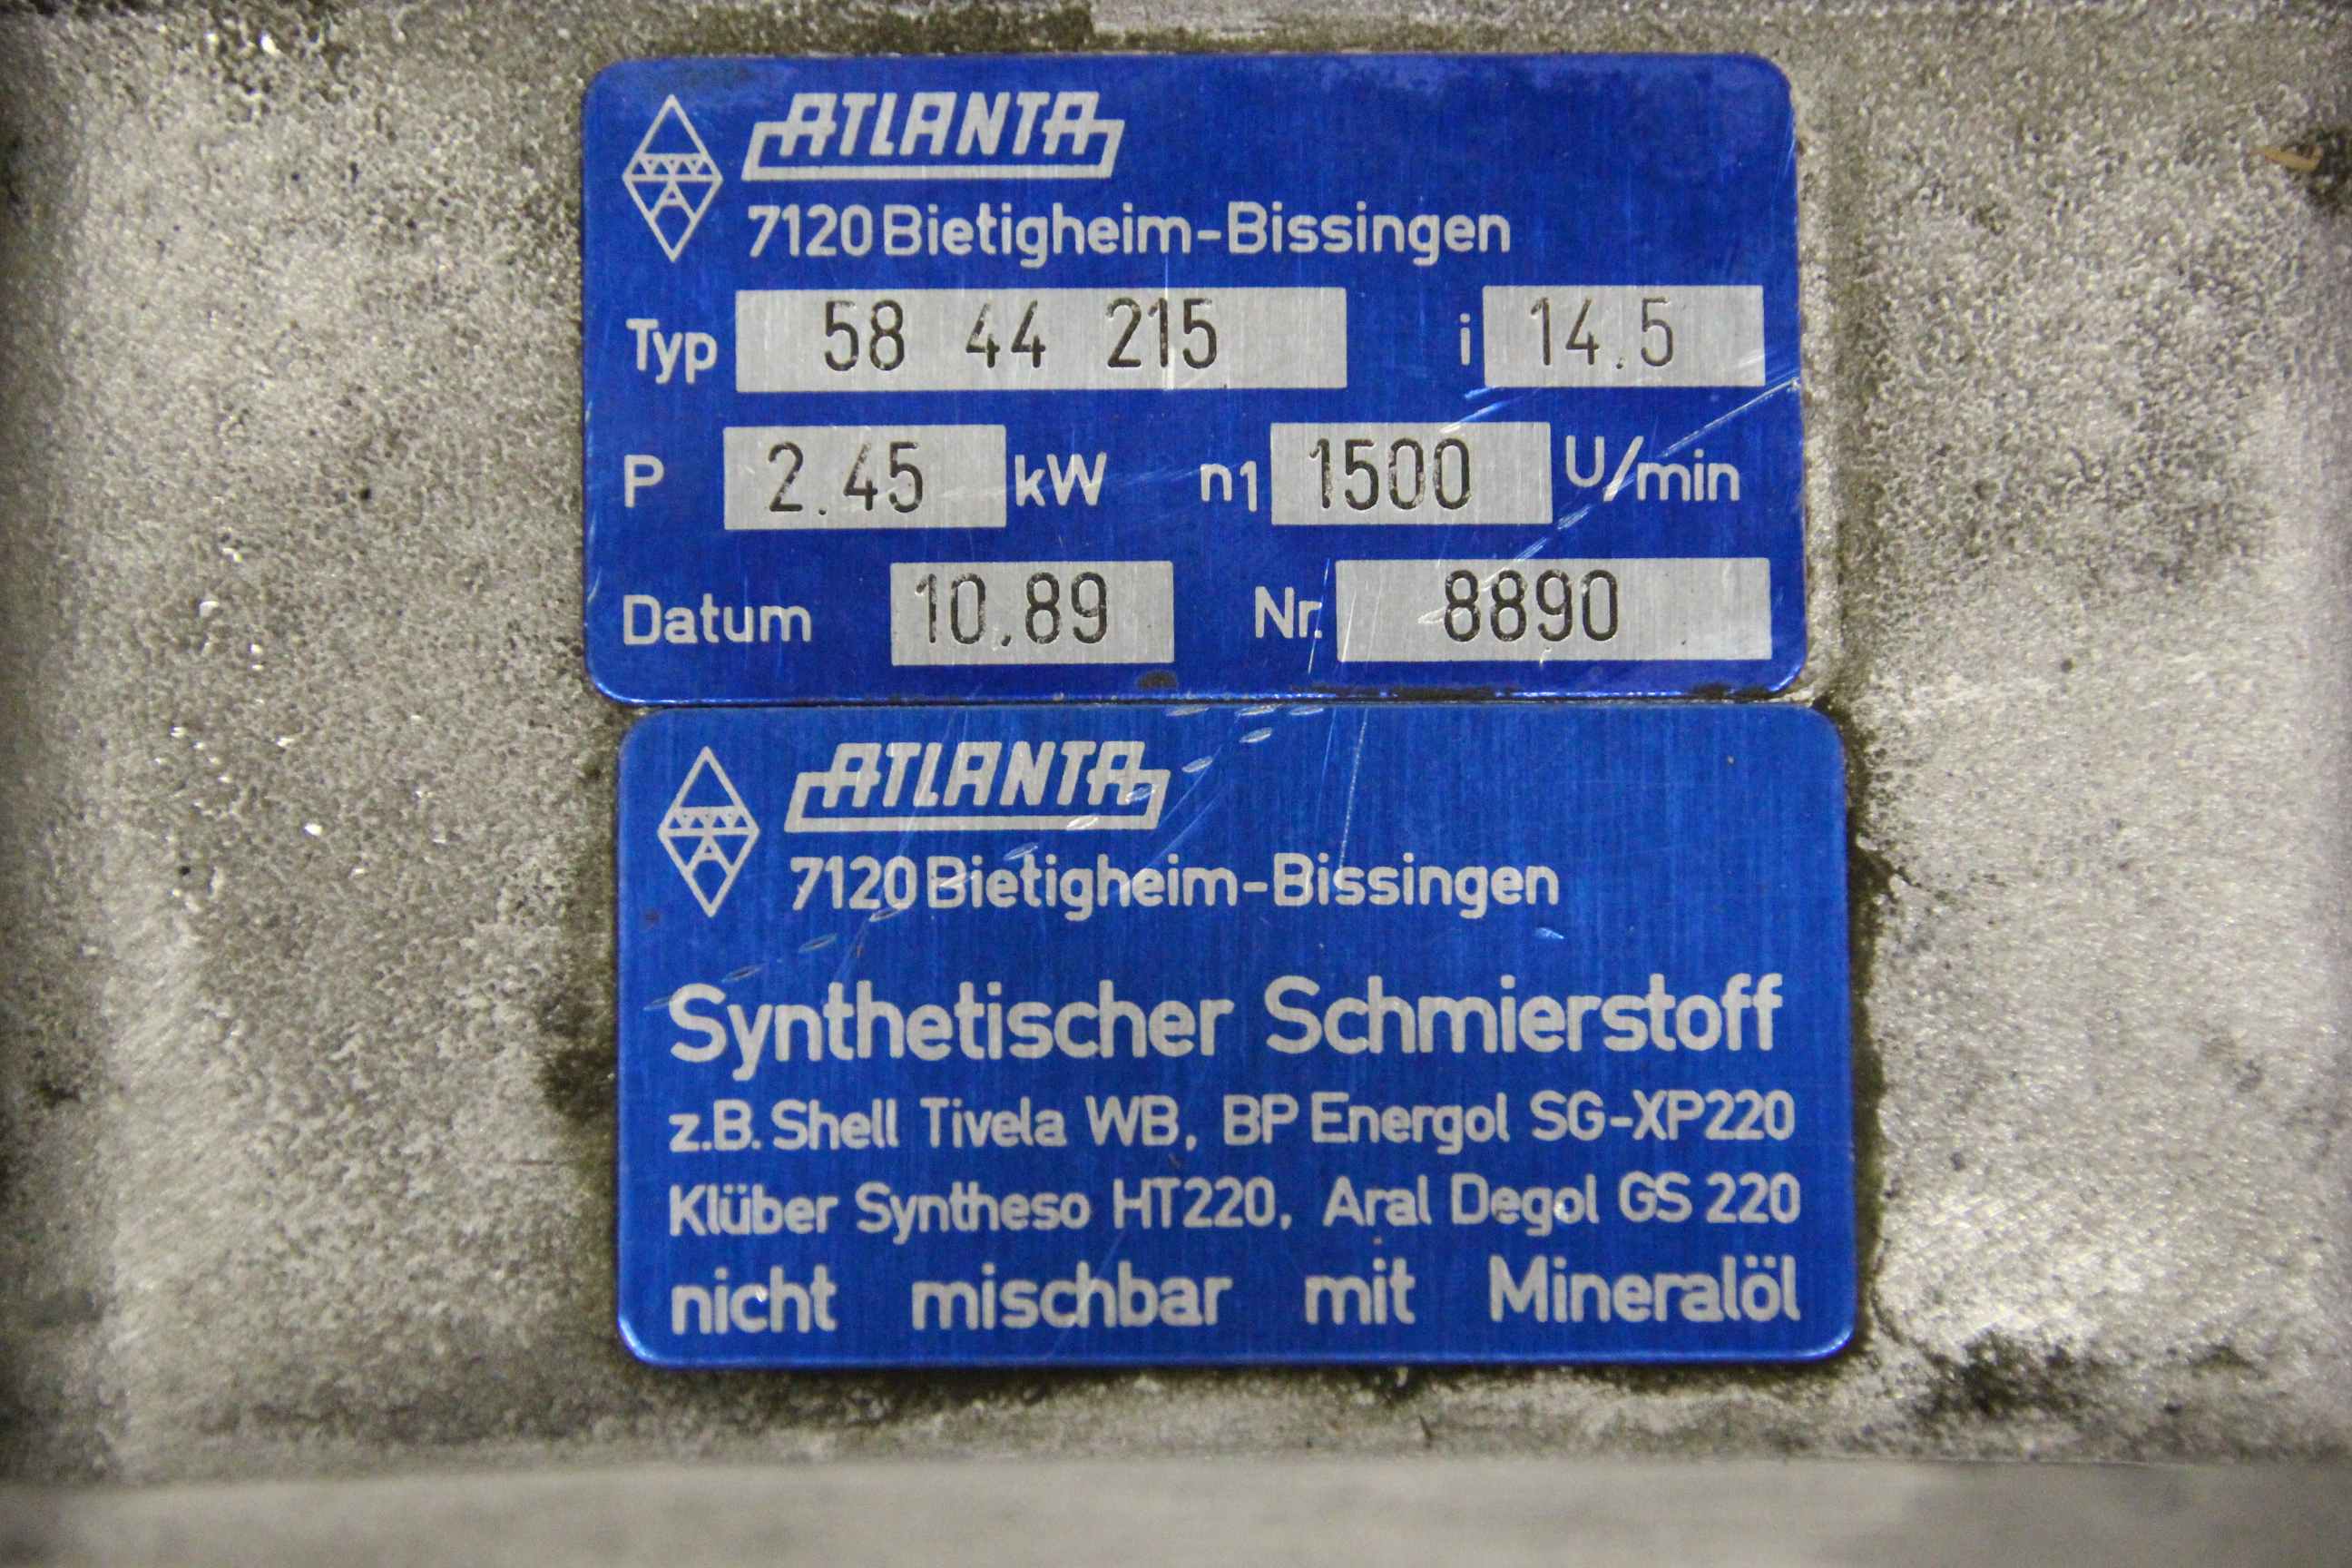 ATLANTA
7120 Bietigheim-Bissingen
Typ 58 44 215 i 14.5
P 2.45 kW n1 1500 U/min
Datum 10.89 Nr. 8890
ATLANTA
7120 Bietigheim-Bissingen
Synthetischer Schmierstoff
z.B. Shell Tivela WB, BP Energol SG-XP220
Klüber Syntheso HT220, Aral Degol GS 220
nicht mischbar mit Mineralöl